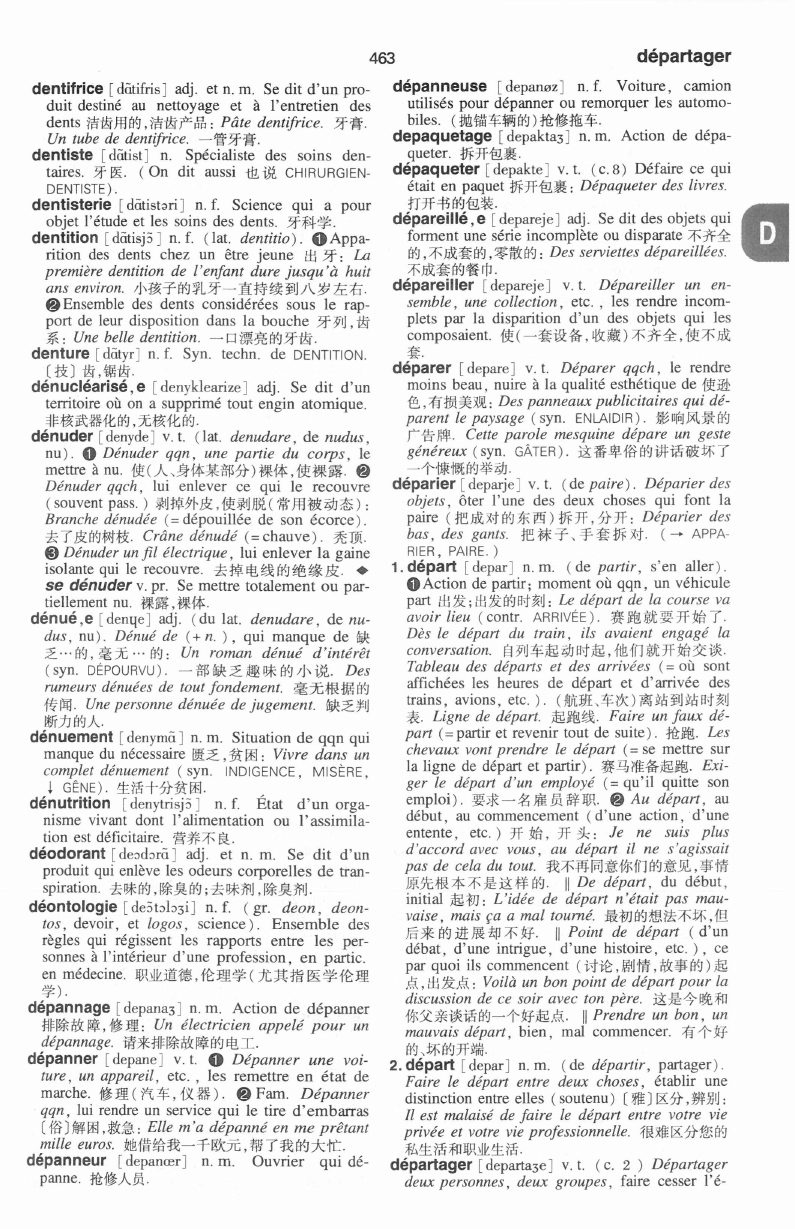 463
départager
dentifrice [dɑ̃tifris] adj. et n. m. Se dit d'un pro-
duit destiné au nettoyage et à l'entretien des
dents 洁齿用的,洁齿产品: Pâte dentifrice. 牙膏.
Un tube de dentifrice. 一管牙膏.
dentiste [dɑ̃tist] n. Spécialiste des soins den-
taires. 牙医. (On dit aussi 也说 CHIRURGIEN-
DENTISTE).
dentisterie [dɑ̃tistəri] n. f. Science qui a pour
objet l'étude et les soins des dents. 牙科学.
dentition [dɑ̃tisjɔ̃] n. f. (lat. dentitio). ❶Appa-
rition des dents chez un être jeune 出牙: La
première dentition de l'enfant dure jusqu'à huit
ans environ. 小孩子的乳牙一直持续到八岁左右.
❷Ensemble des dents considérées sous le rap-
port de leur disposition dans la bouche 牙列,齿
系: Une belle dentition. 一口漂亮的牙齿.
denture [dɑ̃tyr] n. f. Syn. techn. de DENTITION.
〔技〕齿,锯齿.
dénucléarisé,e [denyklearize] adj. Se dit d'un
territoire où on a supprimé tout engin atomique.
非核武器化的,无核化的.
dénuder [denyde] v. t. (lat. denudare, de nudus,
nu). ❶ Dénuder qqn, une partie du corps, le
mettre à nu. 使(人、身体某部分)裸体,使裸露. ❷
Dénuder qqch, lui enlever ce qui le recouvre
(souvent pass.) 剥掉外皮,使剥脱(常用被动态):
Branche dénudée (= dépouillée de son écorce).
去了皮的树枝. Crâne dénudé (= chauve). 秃顶.
❸ Dénuder un fil électrique, lui enlever la gaine
isolante qui le recouvre. 去掉电线的绝缘皮. ◆
se dénuder v. pr. Se mettre totalement ou par-
tiellement nu. 裸露,裸体.
dénué,e [denɥe] adj. (du lat. denudare, de nu-
dus, nu). Dénué de (+ n.), qui manque de 缺
乏…的,毫无…的: Un roman dénué d'intérêt
(syn. DÉPOURVU). 一部缺乏趣味的小说. Des
rumeurs dénuées de tout fondement. 毫无根据的
传闻. Une personne dénuée de jugement. 缺乏判
断力的人.
dénuement [denymɑ̃] n. m. Situation de qqn qui
manque du nécessaire 匮乏,贫困: Vivre dans un
complet dénuement (syn. INDIGENCE, MISÈRE,
↓ GÊNE). 生活十分贫困.
dénutrition [denytrisjɔ̃] n. f. État d'un orga-
nisme vivant dont l'alimentation ou l'assimila-
tion est déficitaire. 营养不良.
déodorant [deɔdɔrɑ̃] adj. et n. m. Se dit d'un
produit qui enlève les odeurs corporelles de tran-
spiration. 去味的,除臭的;去味剂,除臭剂.
déontologie [deɔ̃tɔlɔʒi] n. f. (gr. deon, deon-
tos, devoir, et logos, science). Ensemble des
règles qui régissent les rapports entre les per-
sonnes à l'intérieur d'une profession, en partic.
en médecine. 职业道德,伦理学(尤其指医学伦理
学).
dépannage [depanaʒ] n. m. Action de dépanner
排除故障,修理: Un électricien appelé pour un
dépannage. 请来排除故障的电工.
dépanner [depane] v. t. ❶ Dépanner une voi-
ture, un appareil, etc., les remettre en état de
marche. 修理(汽车,仪器). ❷ Fam. Dépanner
qqn, lui rendre un service qui le tire d'embarras
〔俗〕解困,救急: Elle m'a dépanné en me prêtant
mille euros. 她借给我一千欧元,帮了我的大忙.
dépanneur [depanœr] n. m. Ouvrier qui dé-
panne. 抢修人员.
dépanneuse [depanøz] n. f. Voiture, camion
utilisés pour dépanner ou remorquer les automo-
biles. (抛锚车辆的)抢修拖车.
depaquetage [depaktaʒ] n. m. Action de dépa-
queter. 拆开包裹.
dépaqueter [depakte] v. t. (c. 8) Défaire ce qui
était en paquet 拆开包裹: Dépaqueter des livres.
打开书的包装.
dépareillé,e [depareje] adj. Se dit des objets qui
forment une série incomplète ou disparate 不齐全
的,不成套的,零散的: Des serviettes dépareillées.
不成套的餐巾.
dépareiller [depareje] v. t. Dépareiller un en-
semble, une collection, etc., les rendre incom-
plets par la disparition d'un des objets qui les
composaient. 使(一套设备,收藏)不齐全,使不成
套.
déparer [depare] v. t. Déparer qqch, le rendre
moins beau, nuire à la qualité esthétique de 使逊
色,有损美观: Des panneaux publicitaires qui dé-
parent le paysage (syn. ENLAIDIR). 影响风景的
广告牌. Cette parole mesquine dépare un geste
généreux (syn. GÂTER). 这番卑俗的讲话破坏了
一个慷慨的举动.
déparier [deparje] v. t. (de paire). Déparier des
objets, ôter l'une des deux choses qui font la
paire (把成对的东西)拆开,分开: Déparier des
bas, des gants. 把袜子、手套拆对. (→ APPA-
RIER, PAIRE.)
1. départ [depar] n. m. (de partir, s'en aller).
❶Action de partir; moment où qqn, un véhicule
part 出发;出发的时刻: Le départ de la course va
avoir lieu (contr. ARRIVÉE). 赛跑就要开始了.
Dès le départ du train, ils avaient engagé la
conversation. 自列车起动时起,他们就开始交谈.
Tableau des départs et des arrivées (= où sont
affichées les heures de départ et d'arrivée des
trains, avions, etc.). (航班、车次)离站到站时刻
表. Ligne de départ. 起跑线. Faire un faux dé-
part (= partir et revenir tout de suite). 抢跑. Les
chevaux vont prendre le départ (= se mettre sur
la ligne de départ et partir). 赛马准备起跑. Exi-
ger le départ d'un employé (= qu'il quitte son
emploi). 要求一名雇员辞职. ❷ Au départ, au
début, au commencement (d'une action, d'une
entente, etc.) 开始,开头: Je ne suis plus
d'accord avec vous, au départ il ne s'agissait
pas de cela du tout. 我不再同意你们的意见,事情
原先根本不是这样的. ‖ De départ, du début,
initial 起初: L'idée de départ n'était pas mau-
vaise, mais ça a mal tourné. 最初的想法不坏,但
后来的进展却不好. ‖ Point de départ (d'un
débat, d'une intrigue, d'une histoire, etc.), ce
par quoi ils commencent (讨论,剧情,故事的)起
点,出发点: Voilà un bon point de départ pour la
discussion de ce soir avec ton père. 这是今晚和
你父亲谈话的一个好起点. ‖ Prendre un bon, un
mauvais départ, bien, mal commencer. 有个好
的、坏的开端.
2. départ [depar] n. m. (de départir, partager).
Faire le départ entre deux choses, établir une
distinction entre elles (soutenu) 〔雅〕区分,辨别:
Il est malaisé de faire le départ entre votre vie
privée et votre vie professionnelle. 很难区分您的
私生活和职业生活.
départager [departaʒe] v. t. (c. 2) Départager
deux personnes, deux groupes, faire cesser l'é-
D